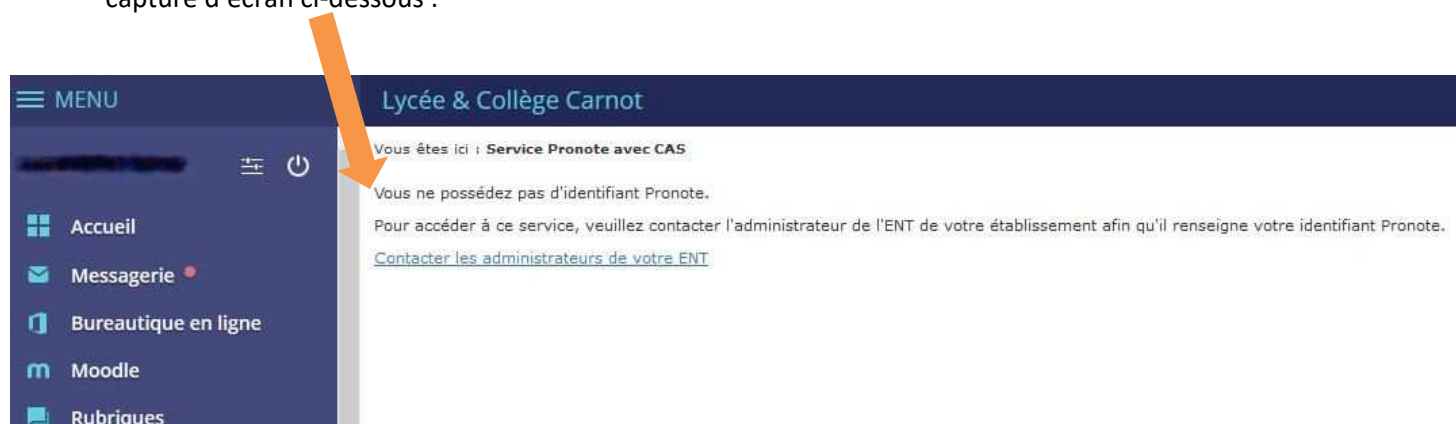 capture d'écran ci-dessous :
MENU
Lycée & Collège Carnot
Vous êtes ici : Service Pronote avec CAS
Vous ne possédez pas d'identifiant Pronote.
Pour accéder à ce service, veuillez contacter l'administrateur de l'ENT de votre établissement afin qu'il renseigne votre identifiant Pronote.
Contacter les administrateurs de votre ENT
Accueil
Messagerie
Bureautique en ligne
Moodle
Rubriques